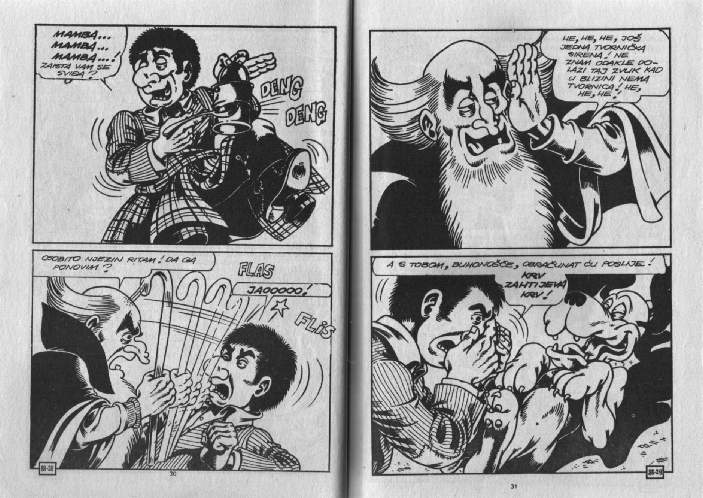 MAMBA...
MAMBA...
MAMBA...!
ZAISTA VAM SE
SVIĐA?
DENG
DENG
OSOBITO NJEZIN RITAM! DA GA
PONOVIM?
FLAS
JAOOOOO!
FLIS
30
HE, HE, HE, JOŠ
JEDNA TVORNIČKA
SIRENA! NE
ZNAM ODAKLE DO-
LAZI TAJ ZVUK KAD
U BLIZINI NEMA
TVORNICA! HE,
HE, HE!
A S TOBOM, BUHONOŠČE, OBRAČUNAT ĆU POSLIJE!
KRV
ZAHTIJEVA
KRV!
31